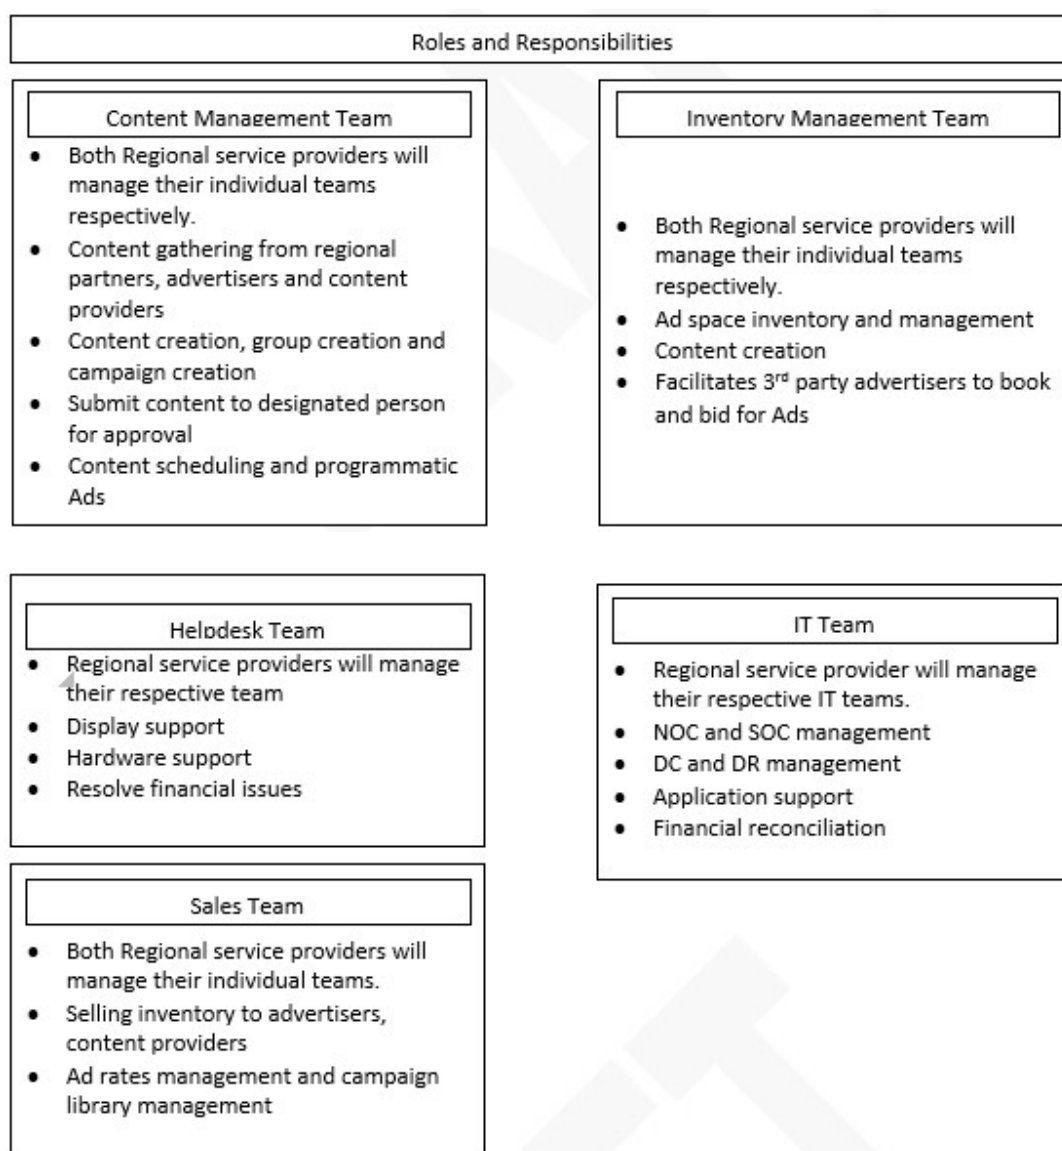 Roles and Responsibilities
Content Management Team
● Both Regional service providers will
manage their individual teams
respectively.
● Content gathering from regional
partners, advertisers and content
providers
● Content creation, group creation and
campaign creation
● Submit content to designated person
for approval
● Content scheduling and programmatic
Ads
Inventory Management Team
● Both Regional service providers will
manage their individual teams
respectively.
● Ad space inventory and management
● Content creation
● Facilitates 3rd party advertisers to book
and bid for Ads
Helpdesk Team
● Regional service providers will manage
their respective team
● Display support
● Hardware support
● Resolve financial issues
IT Team
● Regional service provider will manage
their respective IT teams.
● NOC and SOC management
● DC and DR management
● Application support
● Financial reconciliation
Sales Team
● Both Regional service providers will
manage their individual teams.
● Selling inventory to advertisers,
content providers
● Ad rates management and campaign
library management